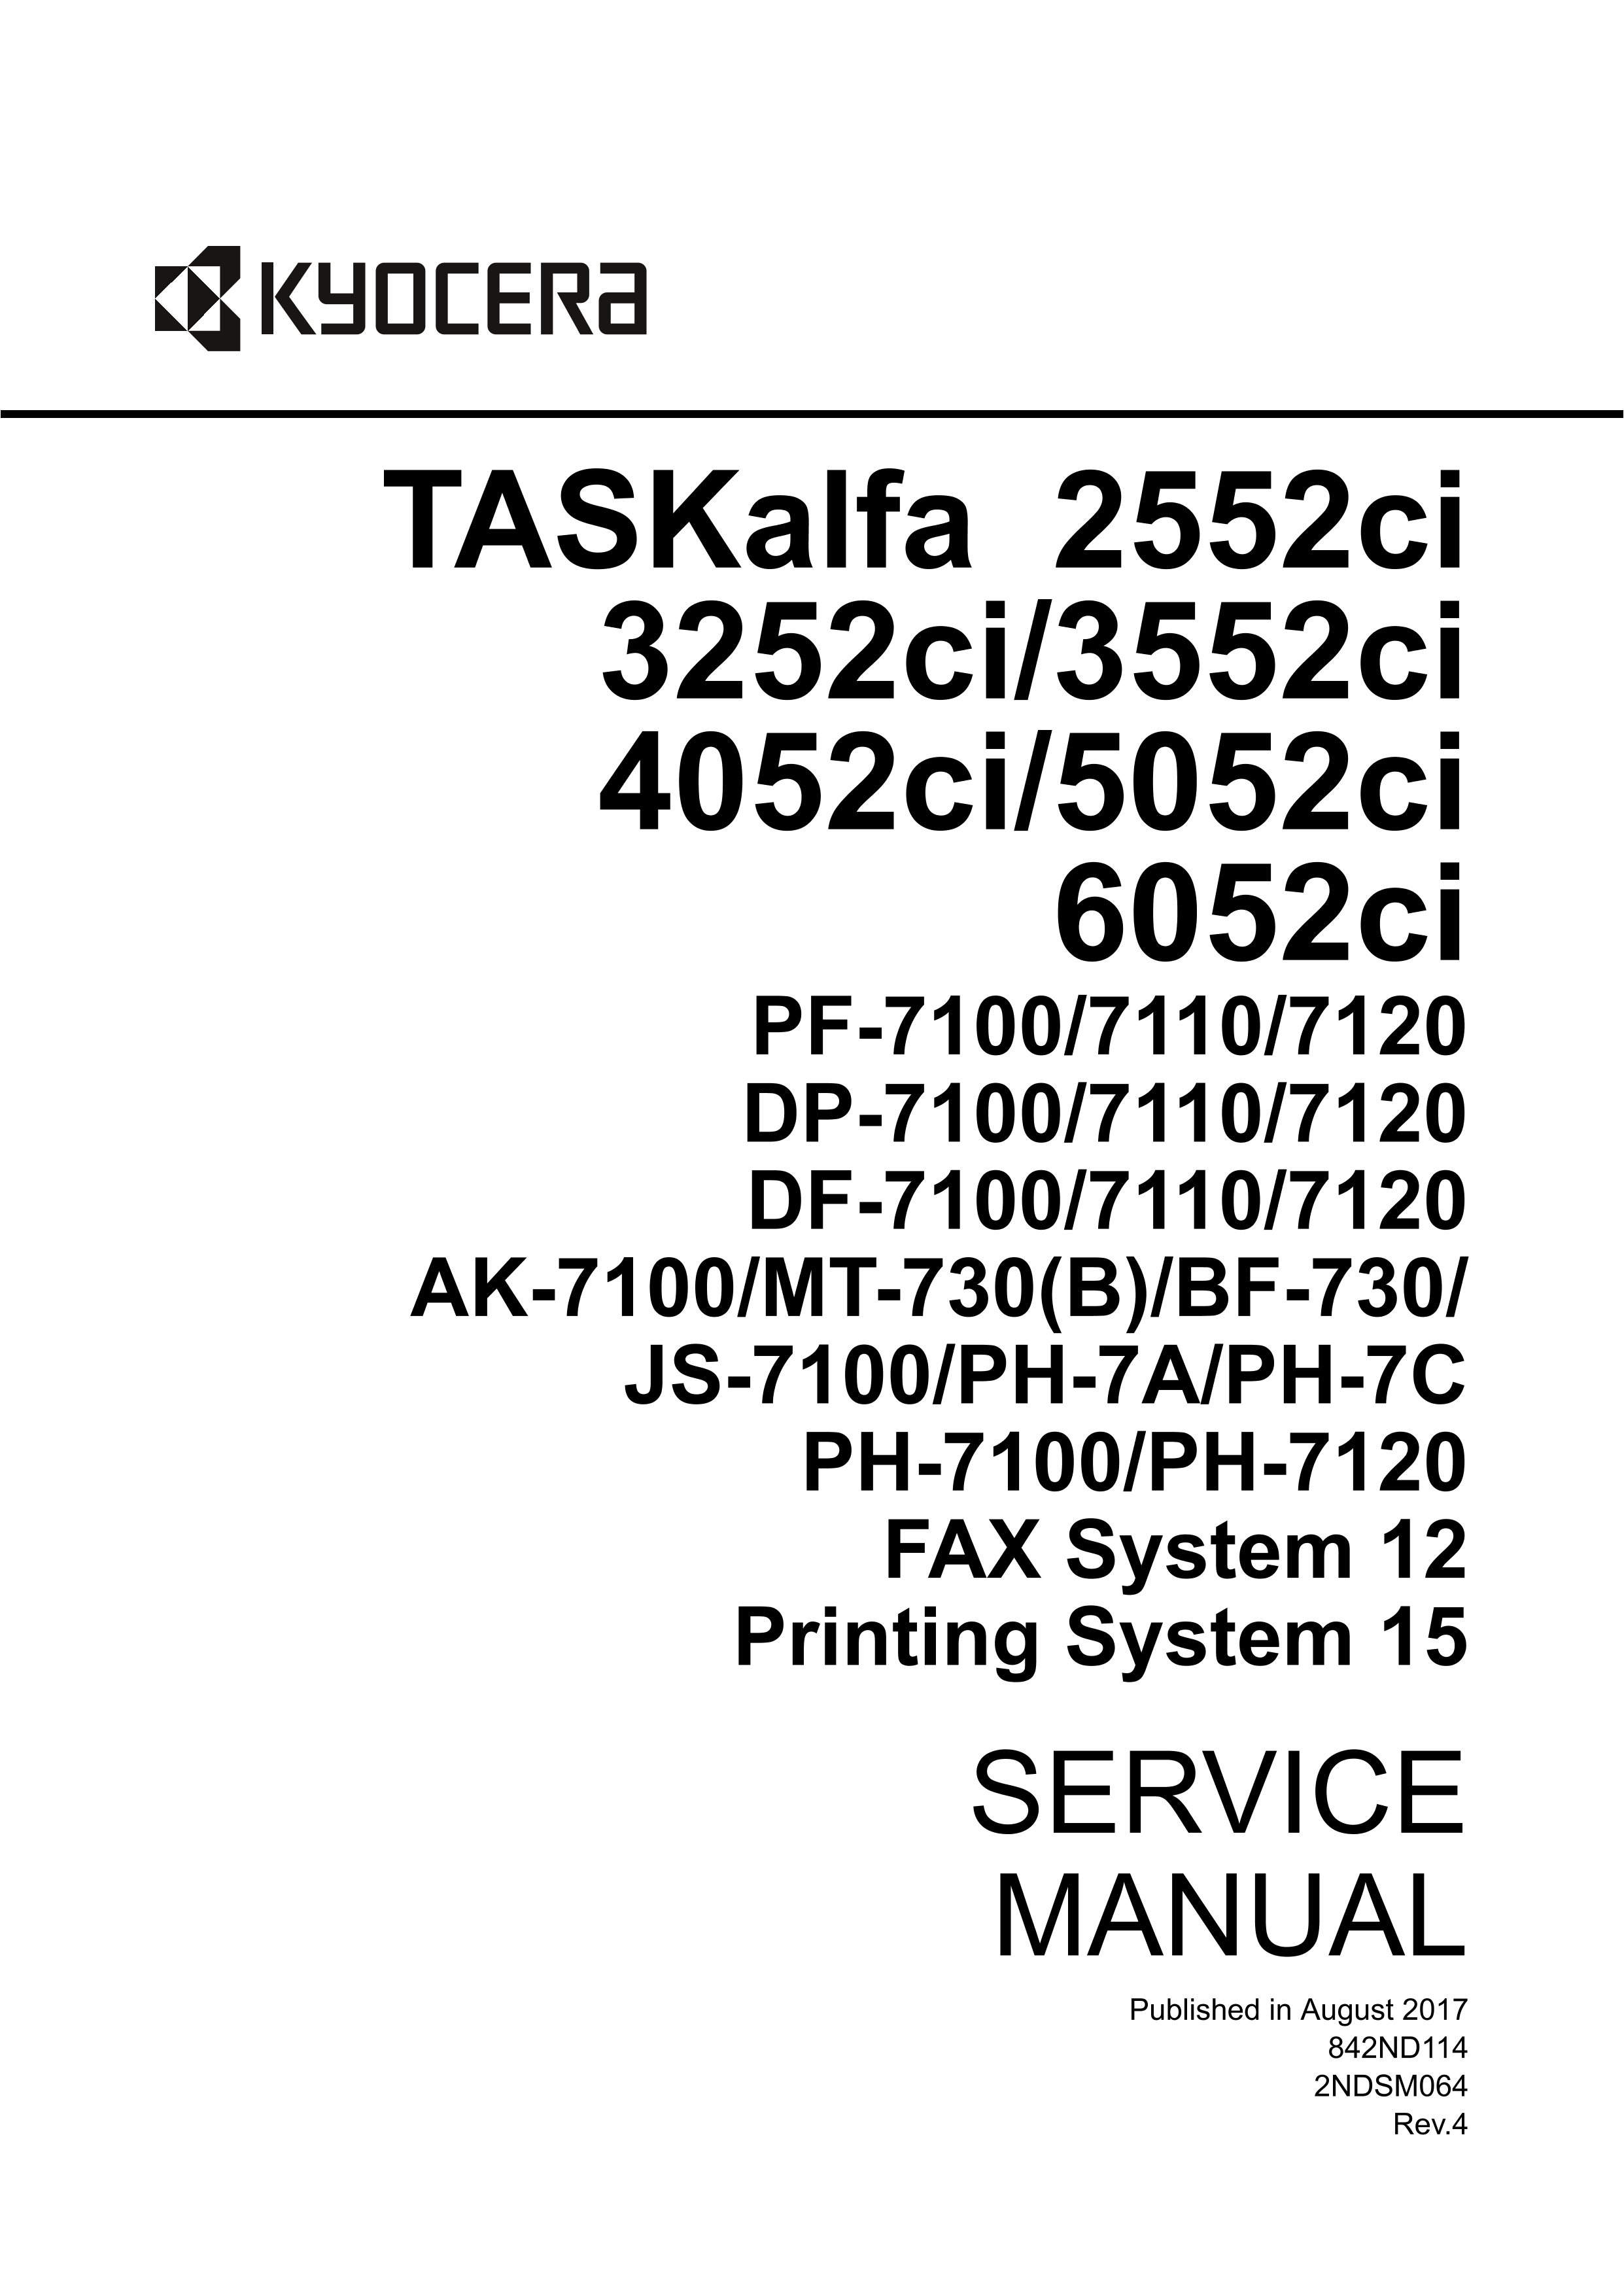 KYOCERA
TASKalfa 2552ci
3252ci/3552ci
4052ci/5052ci
6052ci
PF-7100/7110/7120
DP-7100/7110/7120
DF-7100/7110/7120
AK-7100/MT-730(B)/BF-730/
JS-7100/PH-7A/PH-7C
PH-7100/PH-7120
FAX System 12
Printing System 15
SERVICE
MANUAL
Published in August 2017
842ND114
2NDSM064
Rev.4